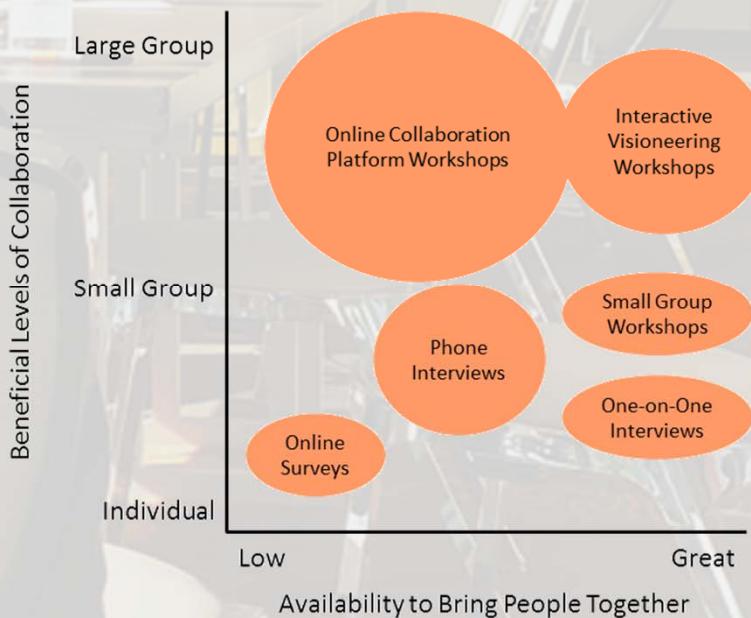 Beneficial Levels of Collaboration
Large Group
Small Group
Individual
Online Collaboration
Platform Workshops
Interactive
Visioneering
Workshops
Small Group
Workshops
Phone
Interviews
One-on-One
Interviews
Online
Surveys
Low
Great
Availability to Bring People Together